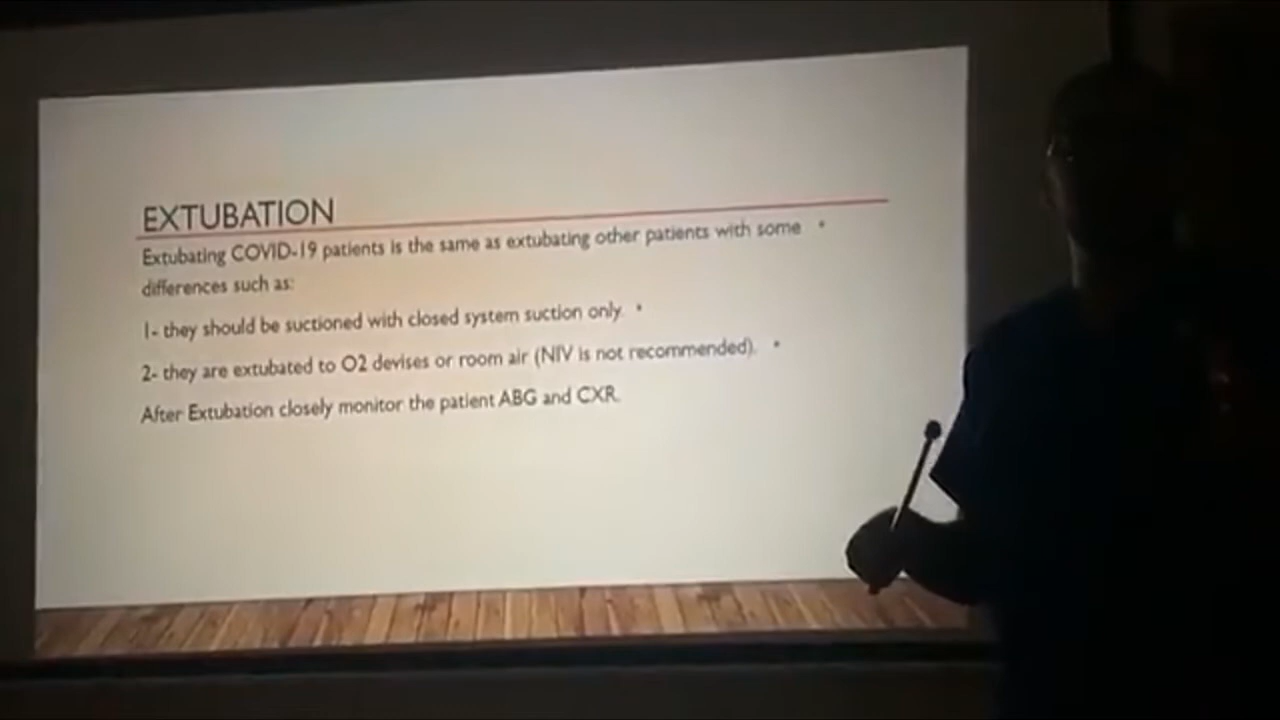 EXTUBATION
Extubating COVID-19 patients is the same as extubating other patients with some •
differences such as:
1- they should be suctioned with closed system suction only. •
2- they are extubated to O2 devises or room air (NIV is not recommended). •
After Extubation closely monitor the patient ABG and CXR.